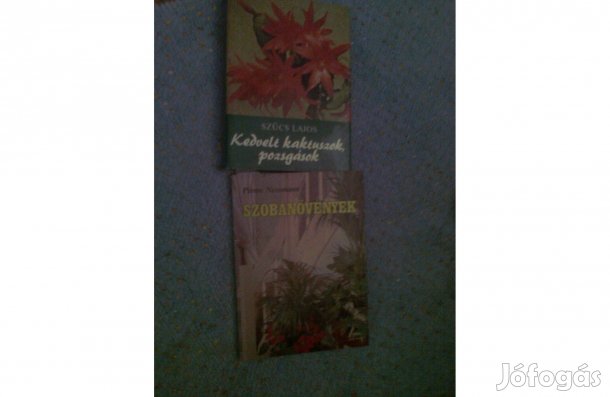 SZŰCS LAJOS
Kedvelt kaktuszok,
pozsgások
SZOBANÖVÉNYEK
Jófogás